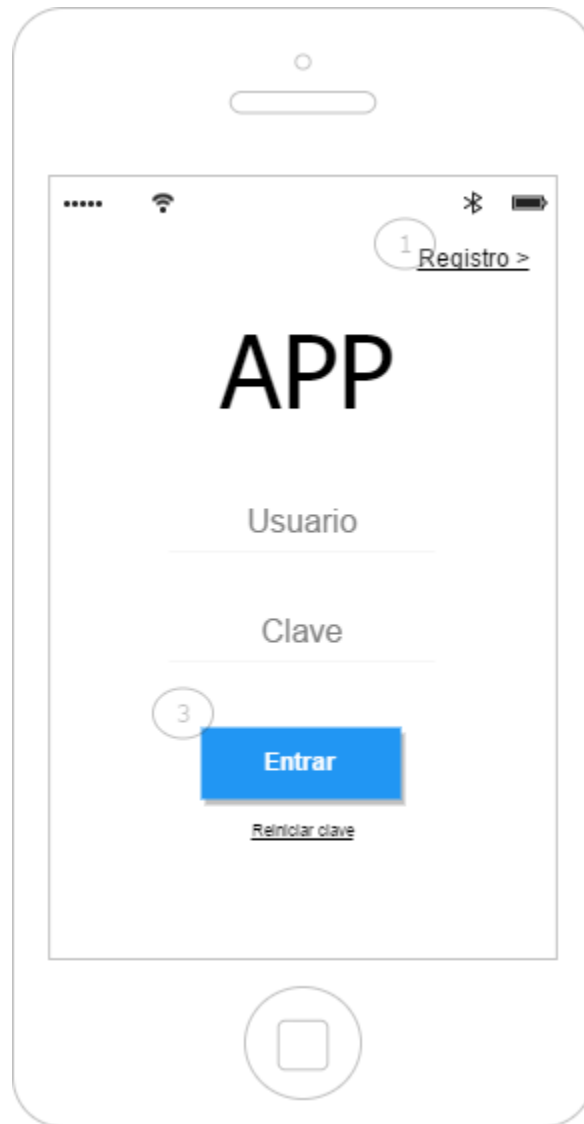 1
Registro >
APP
Usuario
Clave
3
Entrar
Reiniciar clave